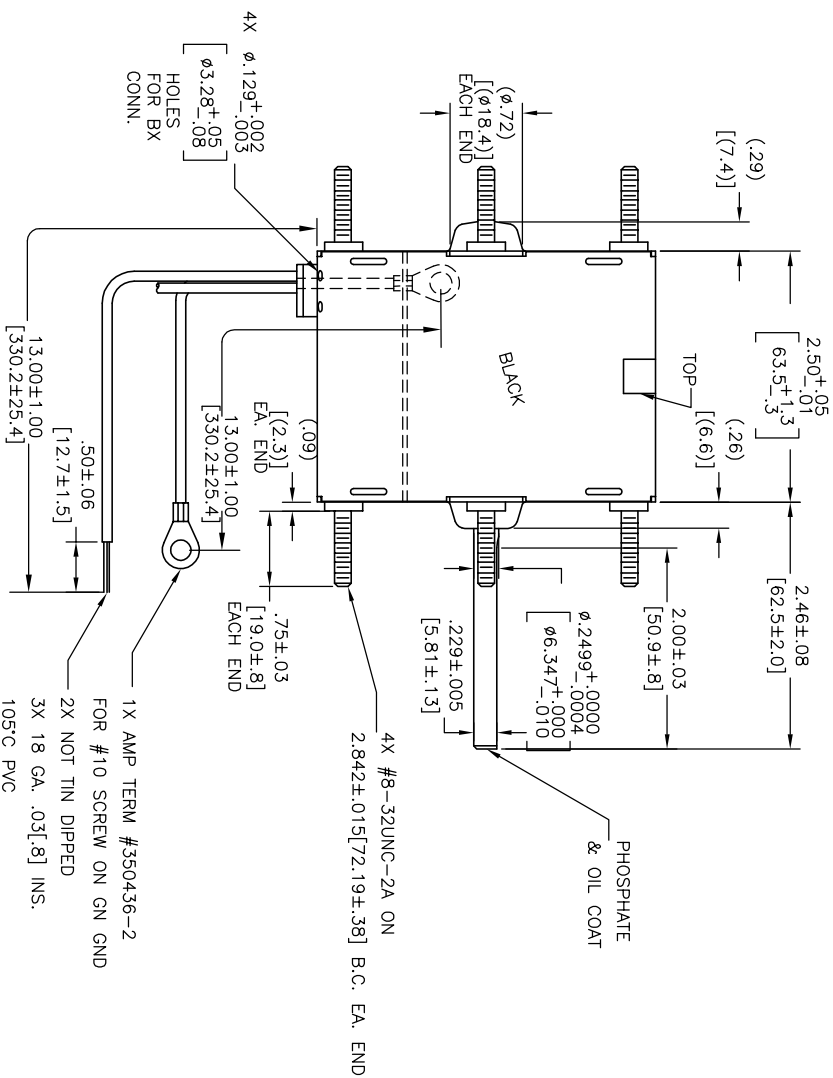 4X ø.129+.002
-.003
[ø3.28+.05
-.08]
HOLES
FOR BX
CONN.
(ø.72)
[(ø18.4)]
EACH END
(.29)
[(7.4)]
2.50+.05
-.01
[63.5+1.3
-.3]
TOP
(.26)
[(6.6)]
BLACK
2.46±.08
[62.5±2.0]
2.00±.03
[50.9±.8]
ø.2499+.0000
-.0004
[ø6.347+.000
-.010]
.229±.005
[5.81±.13]
PHOSPHATE
& OIL COAT
4X #8-32UNC-2A ON
2.842±.015[72.19±.38] B.C. EA. END
.75±.03
[19.0±.8]
EACH END
(.09)
[(2.3)]
EA. END
13.00±1.00
[330.2±25.4]
.50±.06
[12.7±1.5]
13.00±1.00
[330.2±25.4]
1X AMP TERM #350436-2
FOR #10 SCREW ON GN GND
2X NOT TIN DIPPED
3X 18 GA. .03[.8] INS.
105°C PVC